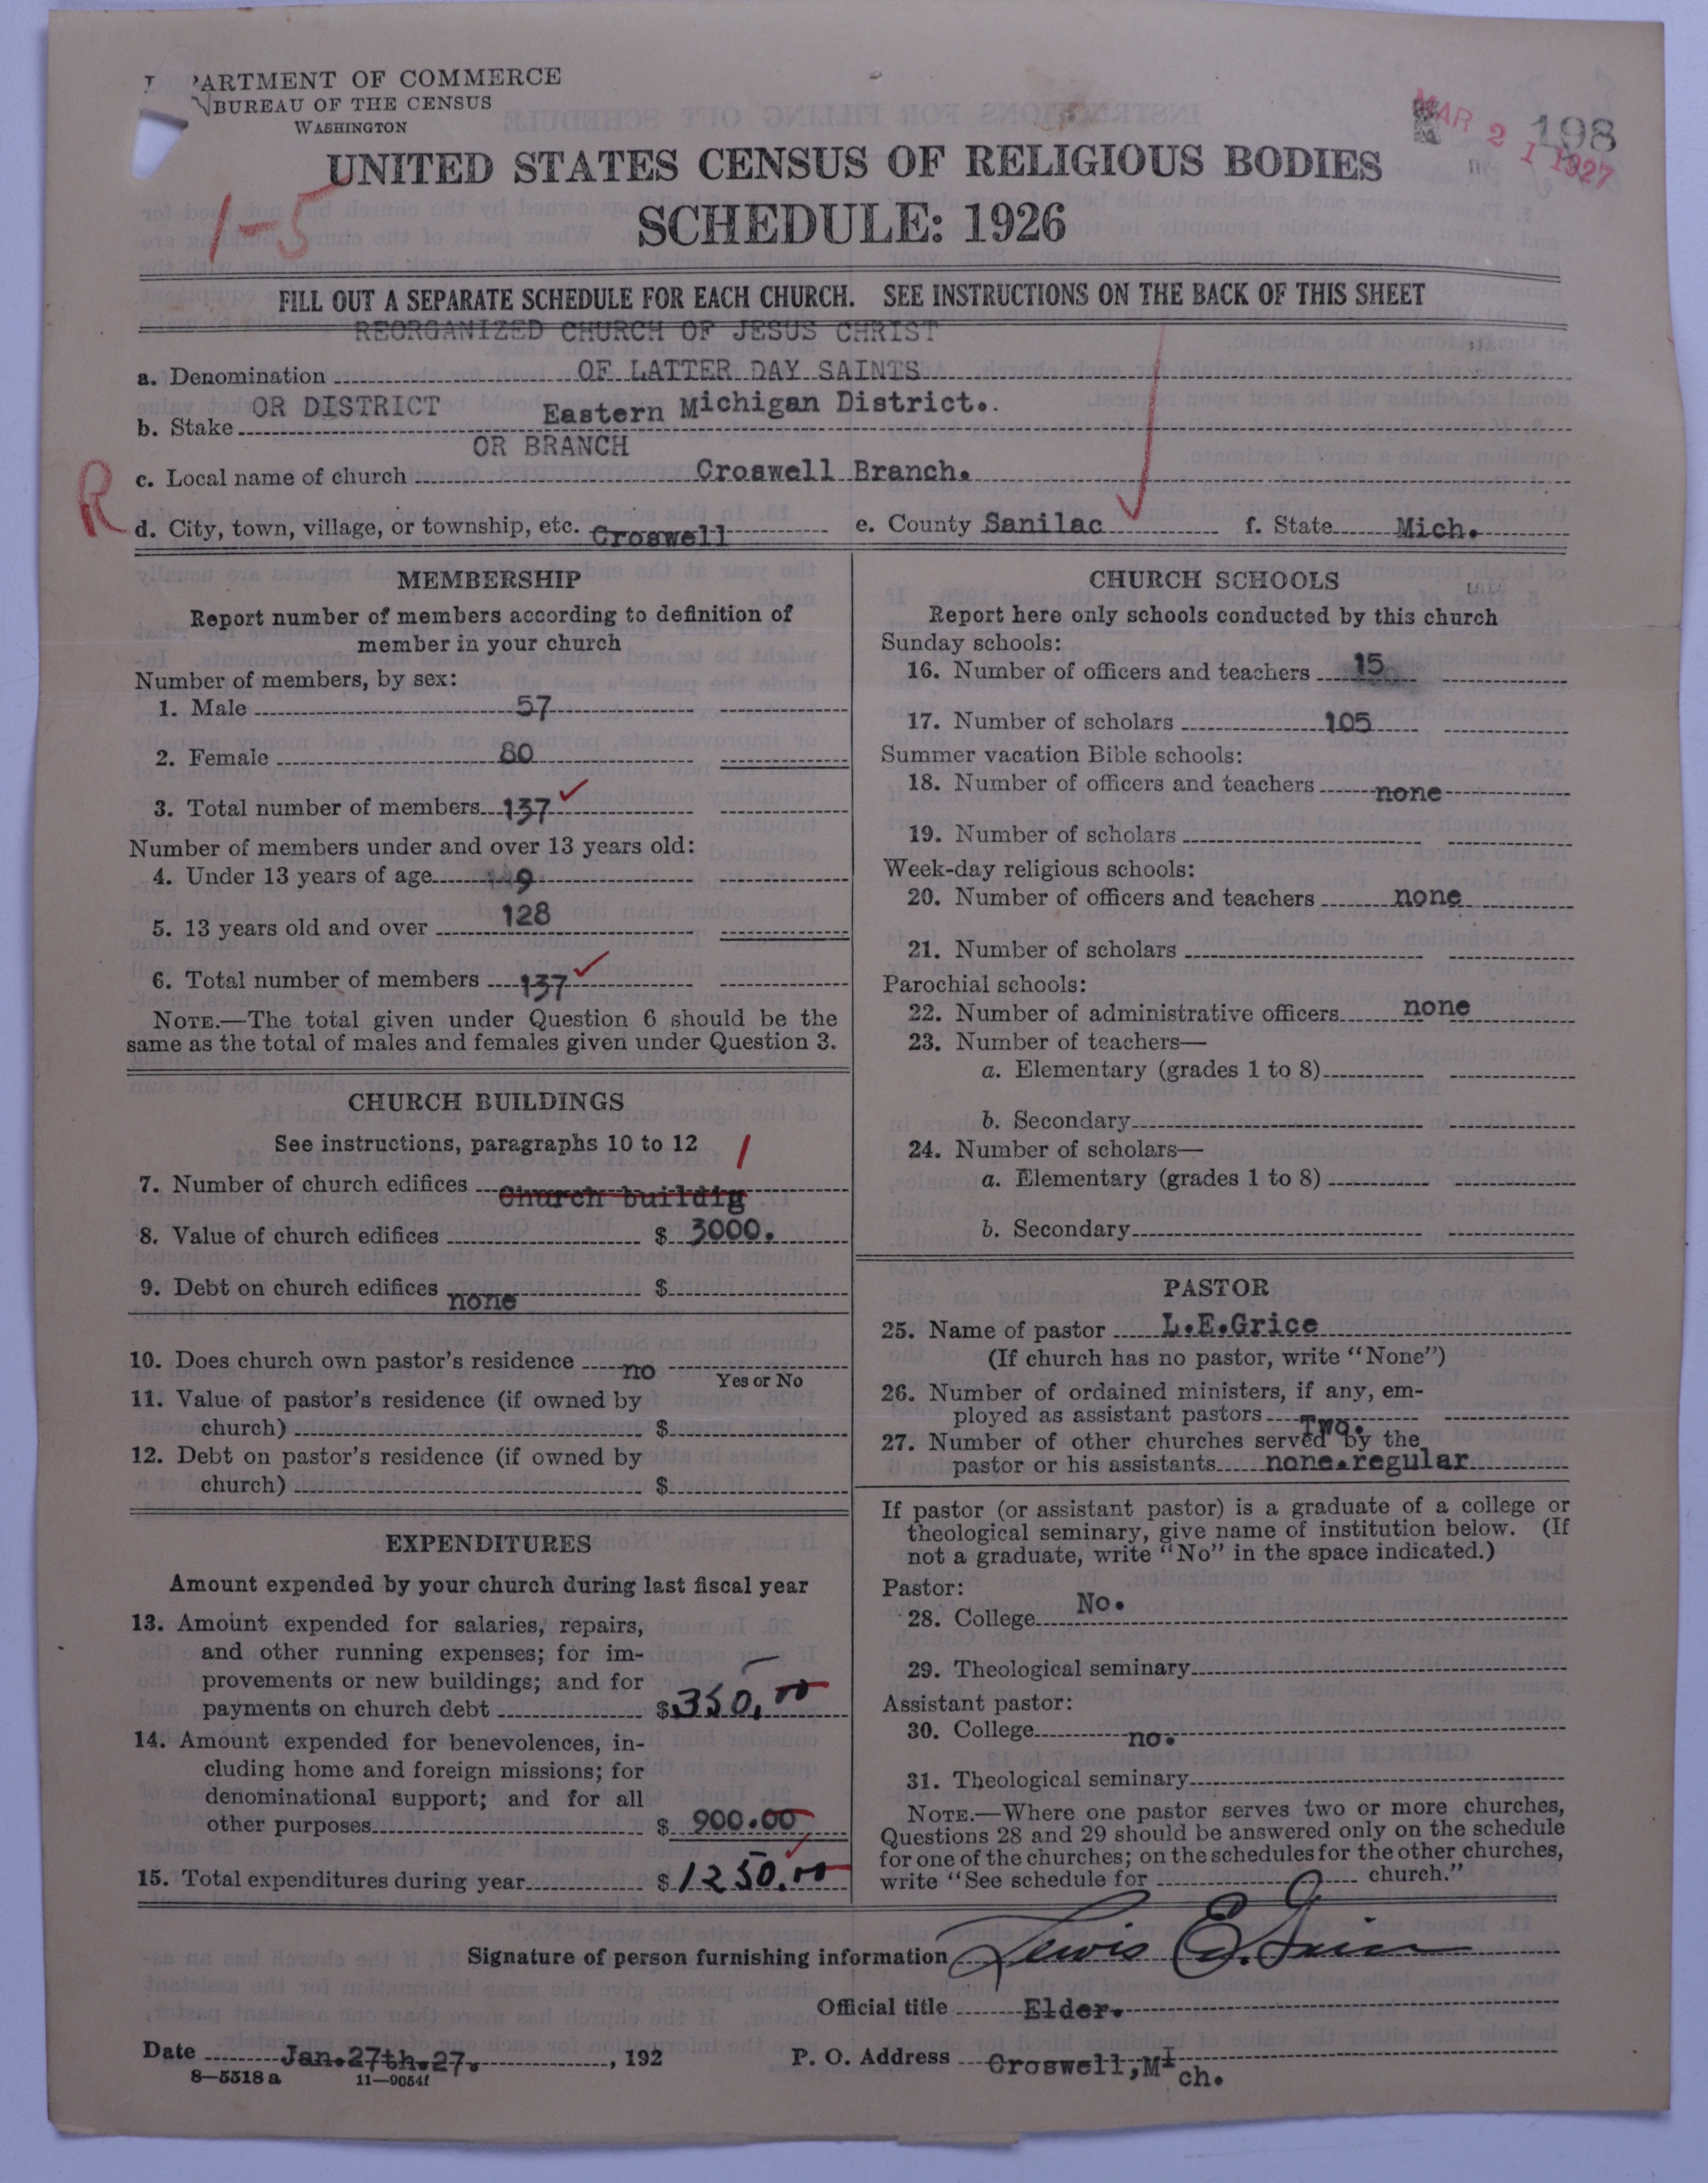 'ARTMENT OF COMMERCE
BUREAU OF THE CENSUS
WASHINGTON
MAR 21 1927
198
UNITED STATES CENSUS OF RELIGIOUS BODIES
1-5
SCHEDULE: 1926
FILL OUT A SEPARATE SCHEDULE FOR EACH CHURCH. SEE INSTRUCTIONS ON THE BACK OF THIS SHEET
REORGANIZED CHURCH OF JESUS CHRIST
a. Denomination OF LATTER DAY SAINTS
OR DISTRICT
b. Stake Eastern Michigan District..
OR BRANCH
c. Local name of church Croswell Branch.
R
d. City, town, village, or township, etc. Croswell e. County Sanilac f. State Mich.
MEMBERSHIP
Report number of members according to definition of
member in your church
Number of members, by sex:
1. Male 57
2. Female 80
3. Total number of members 137
Number of members under and over 13 years old:
4. Under 13 years of age 9
5. 13 years old and over 128
6. Total number of members 137
NOTE.—The total given under Question 6 should be the
same as the total of males and females given under Question 3.
CHURCH BUILDINGS
See instructions, paragraphs 10 to 12
1
7. Number of church edifices Church buildig
8. Value of church edifices $ 3000.
9. Debt on church edifices none $
10. Does church own pastor's residence no
Yes or No
11. Value of pastor's residence (if owned by
church) $
12. Debt on pastor's residence (if owned by
church) $
EXPENDITURES
Amount expended by your church during last fiscal year
13. Amount expended for salaries, repairs,
and other running expenses; for im-
provements or new buildings; and for
payments on church debt $ 350.00
14. Amount expended for benevolences, in-
cluding home and foreign missions; for
denominational support; and for all
other purposes $ 900.00
15. Total expenditures during year $ 1250.00
CHURCH SCHOOLS
Report here only schools conducted by this church
Sunday schools:
16. Number of officers and teachers 15
17. Number of scholars 105
Summer vacation Bible schools:
18. Number of officers and teachers none
19. Number of scholars
Week-day religious schools:
20. Number of officers and teachers none
21. Number of scholars
Parochial schools:
22. Number of administrative officers none
23. Number of teachers—
a. Elementary (grades 1 to 8)
b. Secondary
24. Number of scholars—
a. Elementary (grades 1 to 8)
b. Secondary
PASTOR
25. Name of pastor L.E.Grice
(If church has no pastor, write "None")
26. Number of ordained ministers, if any, em-
ployed as assistant pastors Two.
27. Number of other churches served by the
pastor or his assistants none.regular
If pastor (or assistant pastor) is a graduate of a college or
theological seminary, give name of institution below. (If
not a graduate, write "No" in the space indicated.)
Pastor:
28. College No.
29. Theological seminary
Assistant pastor:
30. College no.
31. Theological seminary
NOTE.—Where one pastor serves two or more churches,
Questions 28 and 29 should be answered only on the schedule
for one of the churches; on the schedules for the other churches,
write "See schedule for church."
Signature of person furnishing information Lewis E. Grice
Official title Elder.
Date Jan.27th.27. , 192
P. O. Address Croswell,Mich.
8—5518 a 11—9054f